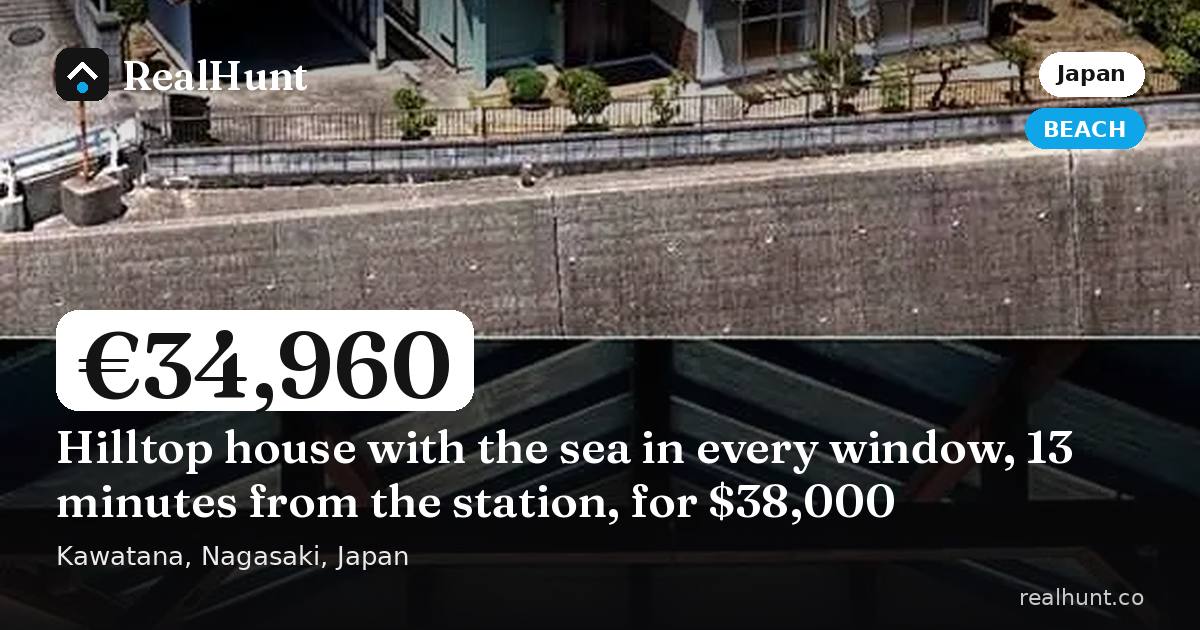 RealHunt
Japan
BEACH
€34,960
Hilltop house with the sea in every window, 13
minutes from the station, for $38,000
Kawatana, Nagasaki, Japan
realhunt.co